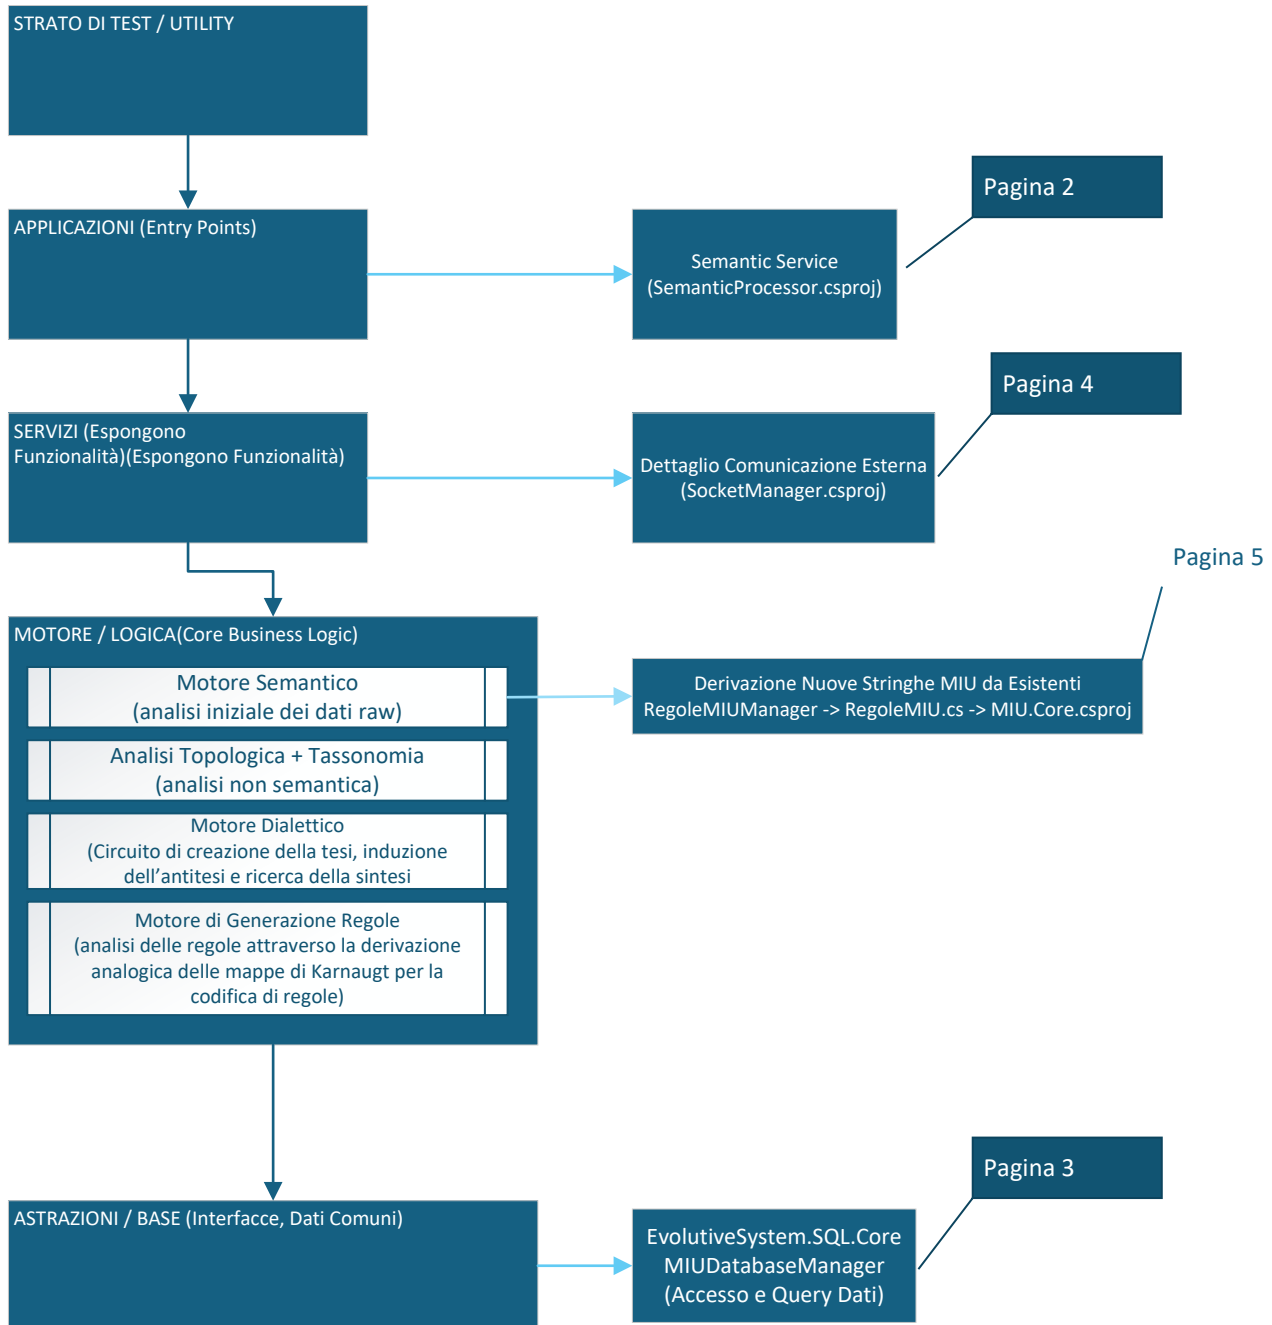 STRATO DI TEST / UTILITY
Pagina 2
APPLICAZIONI (Entry Points)
Semantic Service
(SemanticProcessor.csproj)
Pagina 4
SERVIZI (Espongono
Funzionalità)(Espongono Funzionalità)
Dettaglio Comunicazione Esterna
(SocketManager.csproj)
Pagina 5
MOTORE / LOGICA(Core Business Logic)
Motore Semantico
(analisi iniziale dei dati raw)
Derivazione Nuove Stringhe MIU da Esistenti
RegoleMIUManager -> RegoleMIU.cs -> MIU.Core.csproj
Analisi Topologica + Tassonomia
(analisi non semantica)
Motore Dialettico
(Circuito di creazione della tesi, induzione
dell’antitesi e ricerca della sintesi
Motore di Generazione Regole
(analisi delle regole attraverso la derivazione
analogica delle mappe di Karnaugt per la
codifica di regole)
Pagina 3
ASTRAZIONI / BASE (Interfacce, Dati Comuni)
EvolutiveSystem.SQL.Core
MIUDatabaseManager
(Accesso e Query Dati)